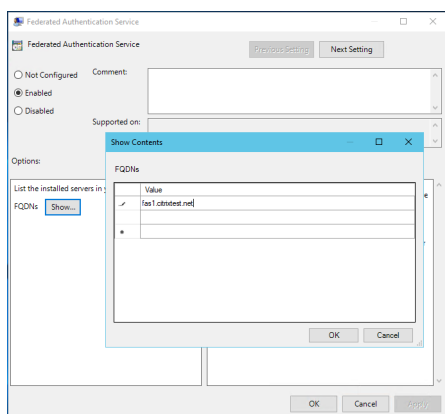 Federated Authentication Service
Federated Authentication Service
Previous Setting
Next Setting
Not Configured
Comment:
Enabled
Disabled
Supported on:
Options:
Show Contents
FQDNs
Value
fas1.citrixtest.net
OK
Cancel
List the installed servers in
FQDNs
Show...
OK
Cancel
Apply